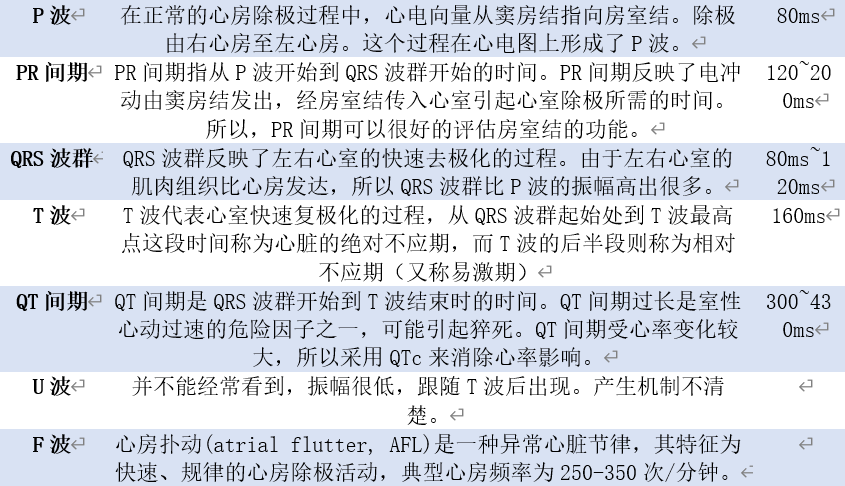 P 波 在正常的心房除极过程中，心电向量从窦房结指向房室结。除极 80ms
由右心房至左心房。这个过程在心电图上形成了 P 波。
PR 间期 PR 间期指从 P 波开始到 QRS 波群开始的时间。PR 间期反映了电冲 120~20
动由窦房结发出，经房室结传入心室引起心室除极所需的时间。 0ms
所以，PR 间期可以很好的评估房室结的功能。
QRS 波群 QRS 波群反映了左右心室的快速去极化的过程。由于左右心室的 80ms~1
肌肉组织比心房发达，所以 QRS 波群比 P 波的振幅高出很多。 20ms
T 波 T 波代表心室快速复极化的过程，从 QRS 波群起始处到 T 波最高 160ms
点这段时间称为心脏的绝对不应期，而 T 波的后半段则称为相对
不应期（又称易激期）
QT 间期 QT 间期是 QRS 波群开始到 T 波结束时的时间。QT 间期过长是室性 300~43
心动过速的危险因子之一，可能引起猝死。QT 间期受心率变化较 0ms
大，所以采用 QTc 来消除心率影响。
U 波 并不能经常看到，振幅很低，跟随 T 波后出现。产生机制不清
楚。
F 波 心房扑动(atrial flutter, AFL)是一种异常心脏节律，其特征为
快速、规律的心房除极活动，典型心房频率为 250-350 次/分钟。